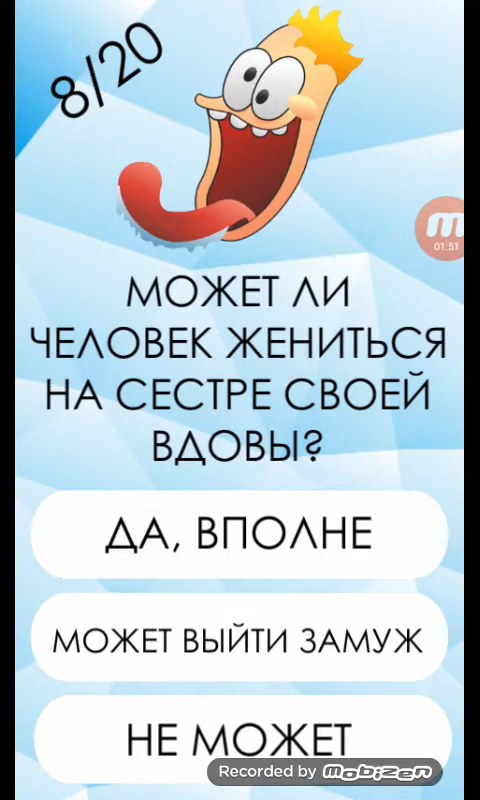 8/20
01:51
МОЖЕТ ЛИ
ЧЕЛОВЕК ЖЕНИТЬСЯ
НА СЕСТРЕ СВОЕЙ
ВДОВЫ?
ДА, ВПОЛНЕ
МОЖЕТ ВЫЙТИ ЗАМУЖ
НЕ МОЖЕТ
Recorded by mobizen